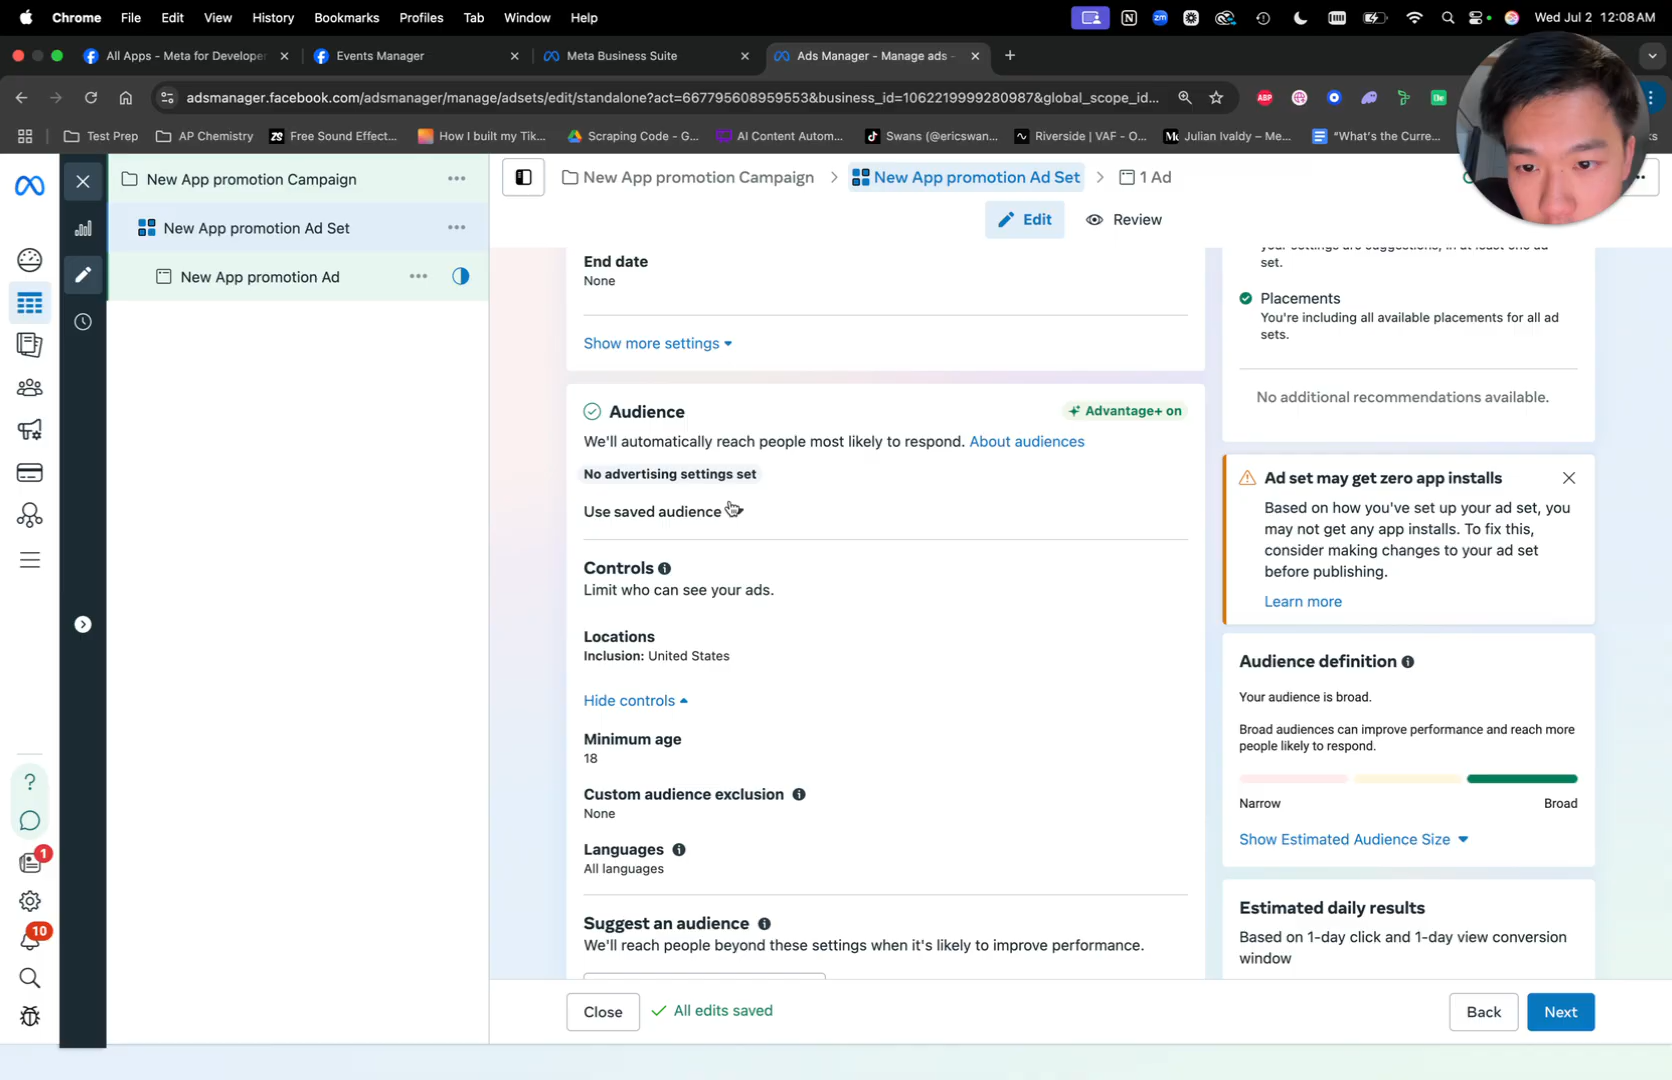 Chrome File Edit View History Bookmarks Profiles Tab Window Help Wed Jul 2 12:08 AM
All Apps - Meta for Developer
Events Manager
Meta Business Suite
Ads Manager - Manage ads -
adsmanager.facebook.com/adsmanager/manage/adsets/edit/standalone?act=667795608959553&business_id=1062219999280987&global_scope_id...
Test Prep
AP Chemistry
Free Sound Effect...
How I built my Tik...
Scraping Code - G...
AI Content Autom...
Swans (@ericswan...
Riverside | VAF - O...
Julian Ivaldy – Me...
"What's the Curre...
New App promotion Campaign
New App promotion Ad Set
New App promotion Ad
New App promotion Campaign > New App promotion Ad Set > 1 Ad
Edit
Review
End date
None
Show more settings
Audience
Advantage+ on
We'll automatically reach people most likely to respond. About audiences
No advertising settings set
Use saved audience
Controls
Limit who can see your ads.
Locations
Inclusion: United States
Hide controls
Minimum age
18
Custom audience exclusion
None
Languages
All languages
Suggest an audience
We'll reach people beyond these settings when it's likely to improve performance.
your settings are suggestions, in at least one ad
set.
Placements
You're including all available placements for all ad
sets.
No additional recommendations available.
Ad set may get zero app installs
Based on how you've set up your ad set, you
may not get any app installs. To fix this,
consider making changes to your ad set
before publishing.
Learn more
Audience definition
Your audience is broad.
Broad audiences can improve performance and reach more
people likely to respond.
Narrow
Broad
Show Estimated Audience Size
Estimated daily results
Based on 1-day click and 1-day view conversion
window
1
10
Close
All edits saved
Back
Next